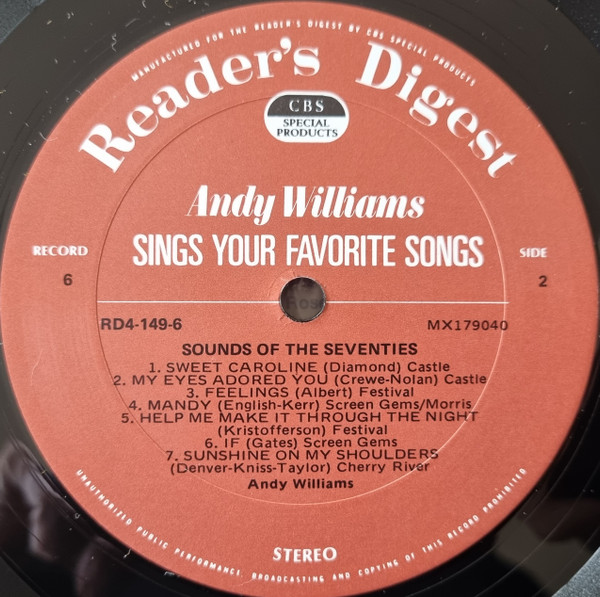 MANUFACTURED FOR THE READER'S DIGEST BY CBS SPECIAL PRODUCTS
Reader's Digest
CBS
SPECIAL
PRODUCTS
Andy Williams
SINGS YOUR FAVORITE SONGS
RECORD
6
SIDE
2
RD4-149-6
MX179040
SOUNDS OF THE SEVENTIES
1. SWEET CAROLINE (Diamond) Castle
2. MY EYES ADORED YOU (Crewe-Nolan) Castle
3. FEELINGS (Albert) Festival
4. MANDY (English-Kerr) Screen Gems/Morris
5. HELP ME MAKE IT THROUGH THE NIGHT
(Kristofferson) Festival
6. IF (Gates) Screen Gems
7. SUNSHINE ON MY SHOULDERS
(Denver-Kniss-Taylor) Cherry River
Andy Williams
STEREO
UNAUTHORIZED PUBLIC PERFORMANCE, BROADCASTING AND COPYING OF THIS RECORD PROHIBITED